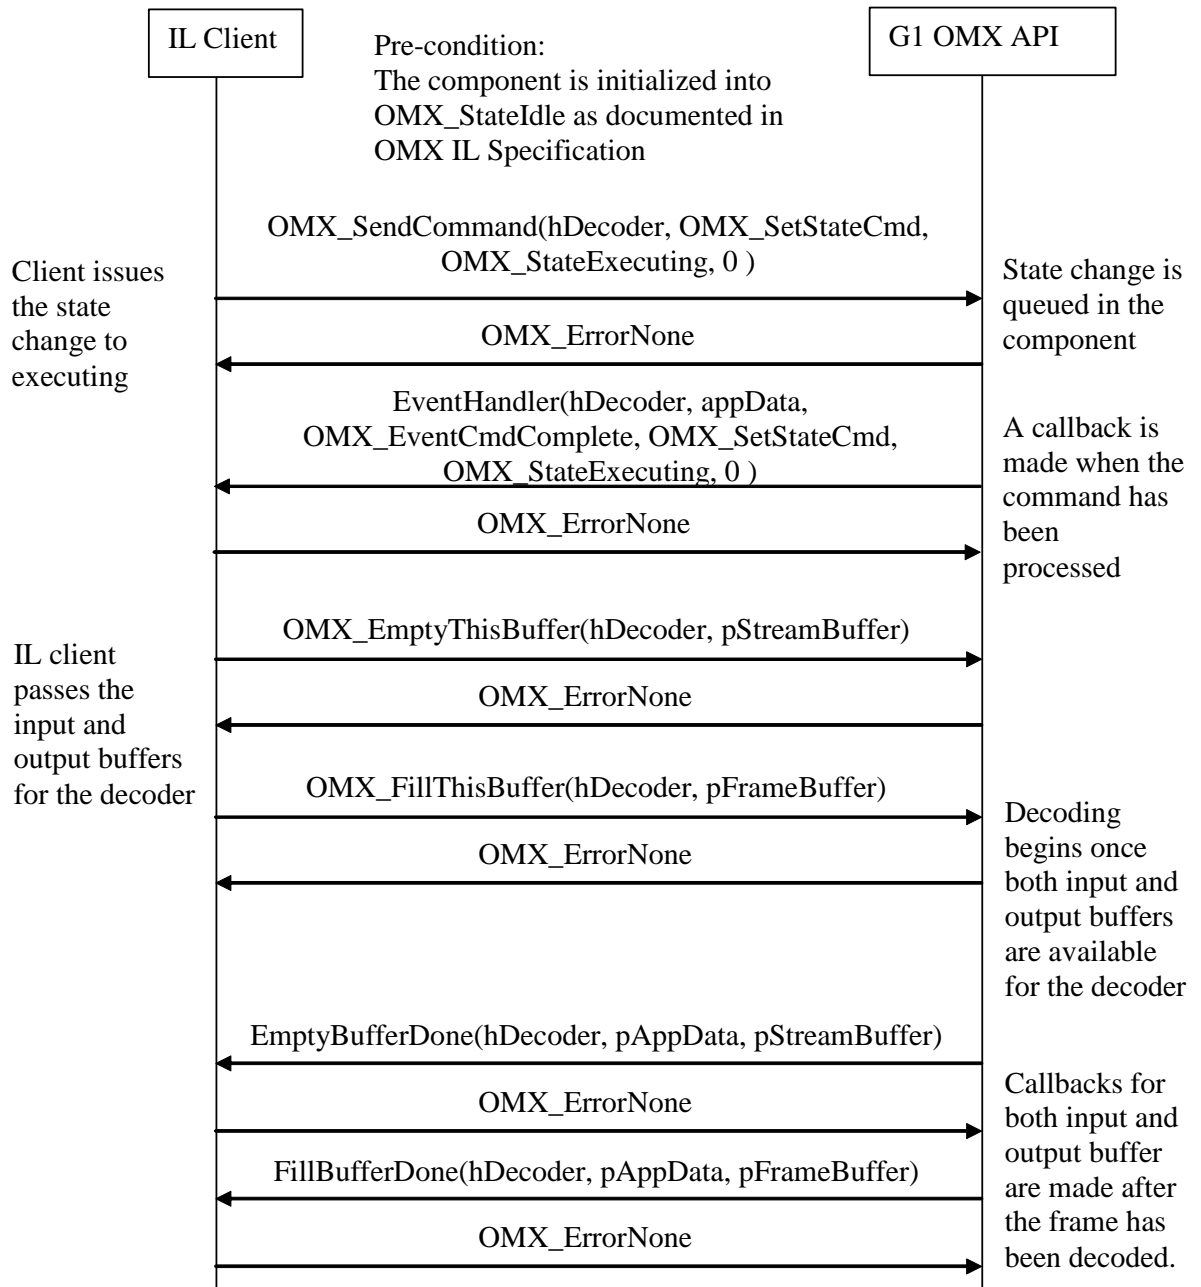 IL Client
G1 OMX API
Pre-condition:
The component is initialized into
OMX_StateIdle as documented in
OMX IL Specification
OMX_SendCommand(hDecoder, OMX_SetStateCmd,
OMX_StateExecuting, 0 )
Client issues
the state
change to
executing
State change is
queued in the
component
OMX_ErrorNone
EventHandler(hDecoder, appData,
OMX_EventCmdComplete, OMX_SetStateCmd,
OMX_StateExecuting, 0 )
A callback is
made when the
command has
been
processed
OMX_ErrorNone
OMX_EmptyThisBuffer(hDecoder, pStreamBuffer)
IL client
passes the
input and
output buffers
for the decoder
OMX_ErrorNone
OMX_FillThisBuffer(hDecoder, pFrameBuffer)
OMX_ErrorNone
Decoding
begins once
both input and
output buffers
are available
for the decoder
EmptyBufferDone(hDecoder, pAppData, pStreamBuffer)
OMX_ErrorNone
Callbacks for
both input and
output buffer
are made after
the frame has
been decoded.
FillBufferDone(hDecoder, pAppData, pFrameBuffer)
OMX_ErrorNone